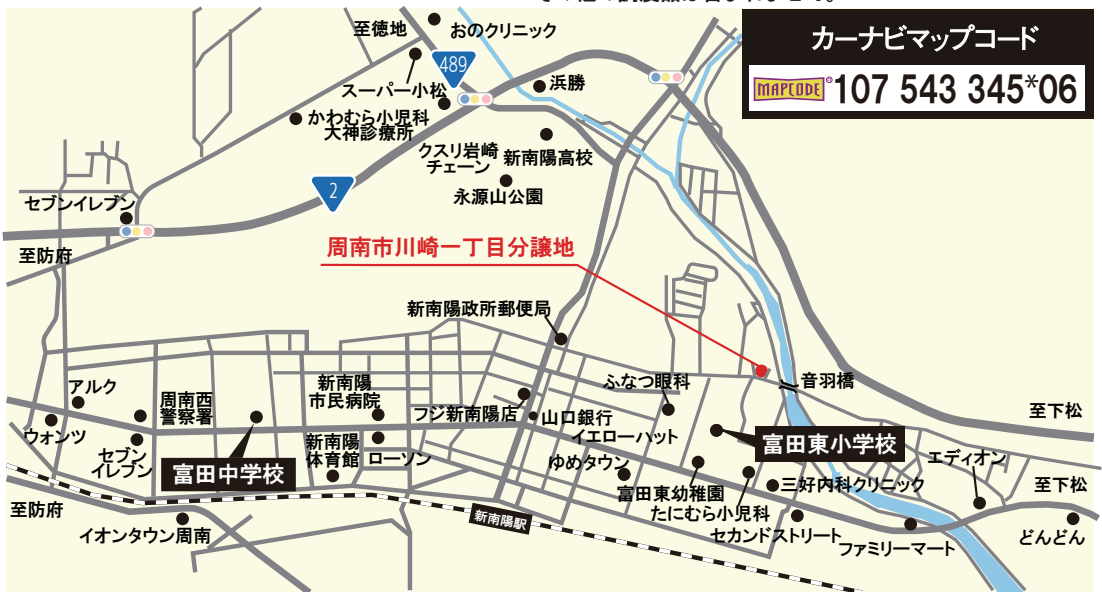 至徳地
おのクリニック
カーナビマップコード
MAPCODE® 107 543 345*06
489
スーパー小松
浜勝
かわむら小児科
大神診療所
クスリ岩崎
チェーン
新南陽高校
2
永源山公園
セブンイレブン
至防府
周南市川崎一丁目分譲地
新南陽政所郵便局
アルク
周南西
警察署
新南陽
市民病院
ふなつ眼科
音羽橋
フジ新南陽店
山口銀行
至下松
ウォンツ
イエローハット
富田東小学校
セブン
イレブン
富田中学校
新南陽
体育館
ローソン
ゆめタウン
エディオン
富田東幼稚園
三好内科クリニック
至下松
至防府
たにむら小児科
イオンタウン周南
新南陽駅
セカンドストリート
ファミリーマート
どんどん